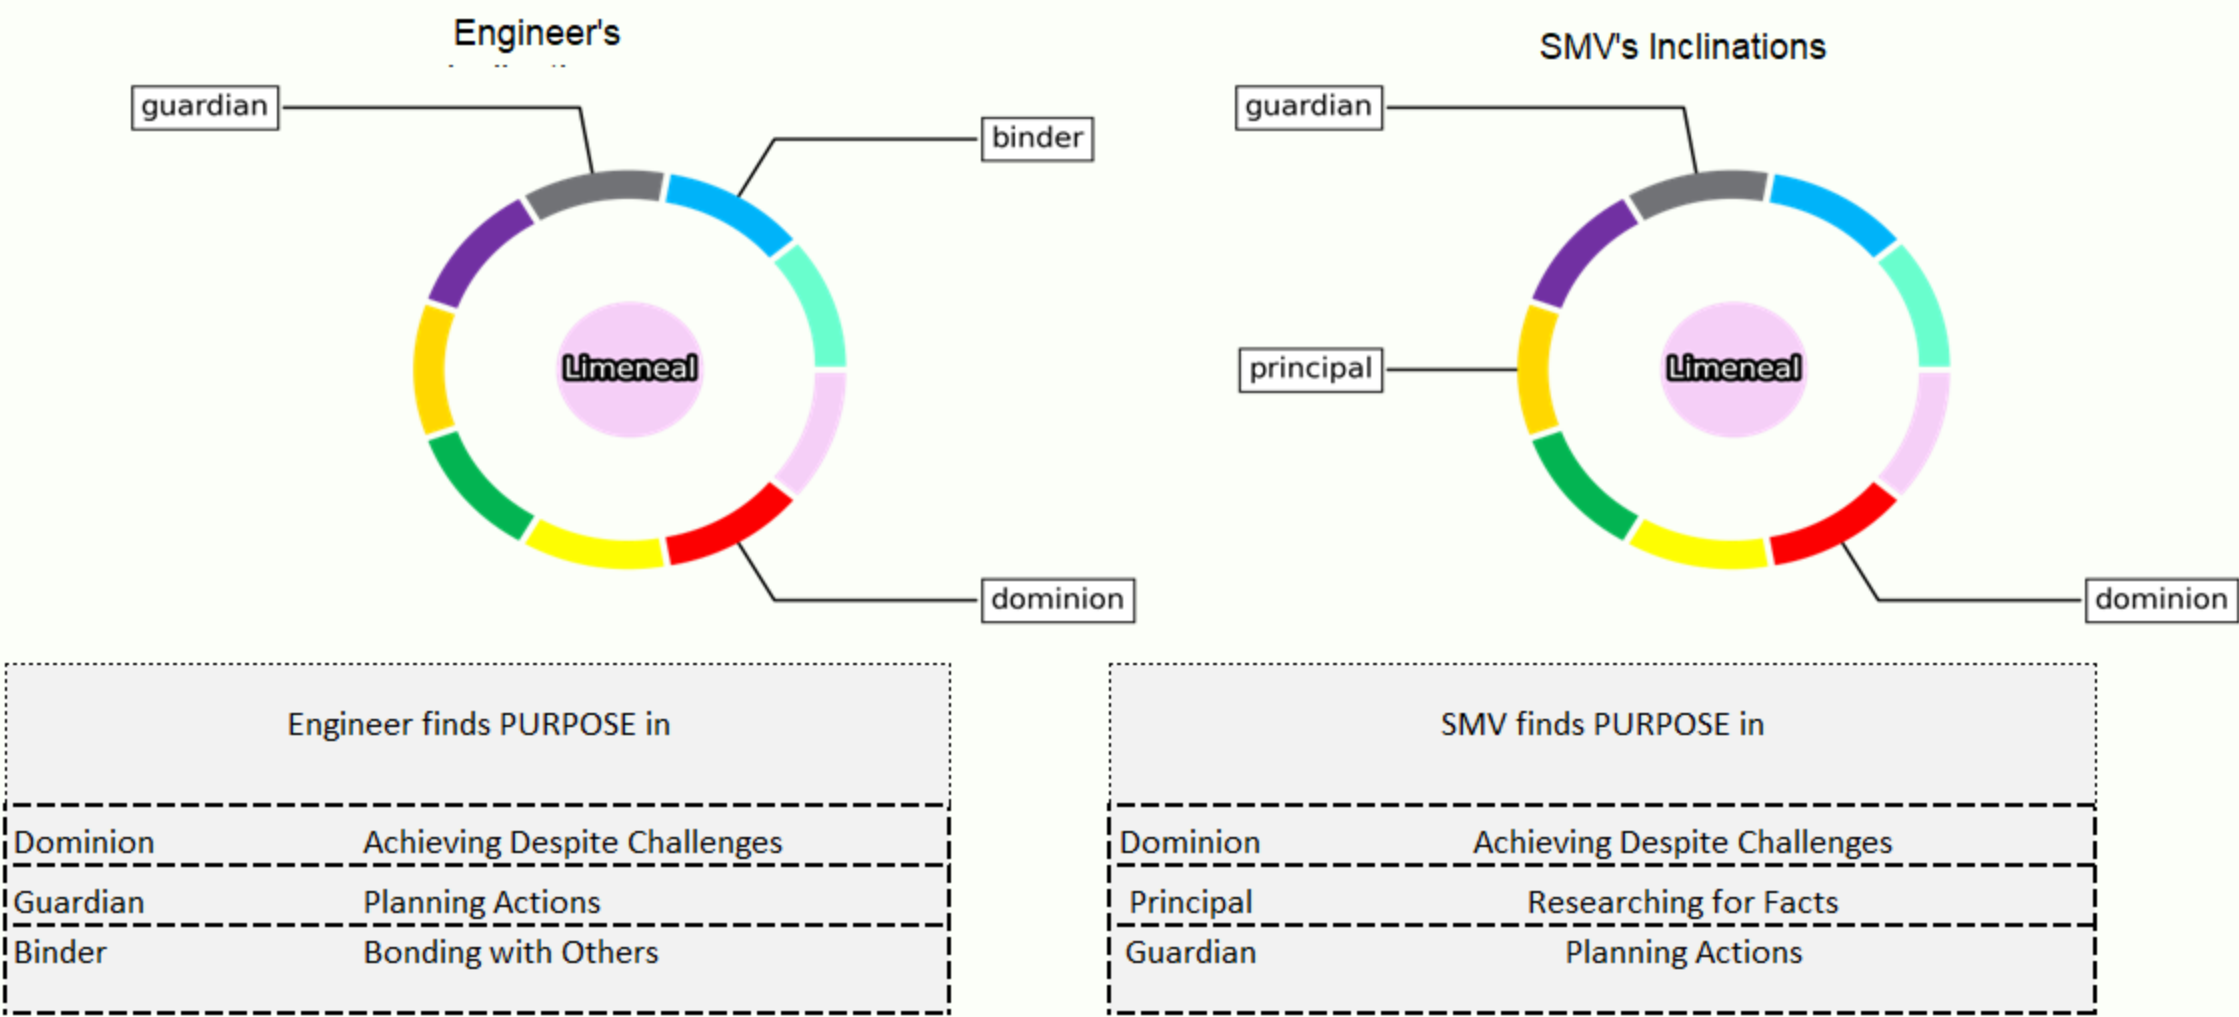 Engineer's
guardian
binder
Limeneal
dominion
SMV's Inclinations
guardian
principal
Limeneal
dominion
Engineer finds PURPOSE in
Dominion Achieving Despite Challenges
Guardian Planning Actions
Binder Bonding with Others
SMV finds PURPOSE in
Dominion Achieving Despite Challenges
Principal Researching for Facts
Guardian Planning Actions